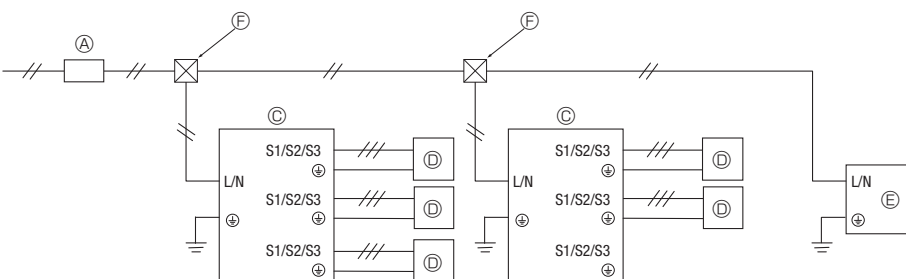 Ⓕ Ⓕ
Ⓐ
Ⓒ Ⓒ
S1/S2/S3 Ⓓ S1/S2/S3 Ⓓ
L/N L/N L/N
S1/S2/S3 Ⓓ S1/S2/S3 Ⓓ Ⓔ
S1/S2/S3 Ⓓ S1/S2/S3